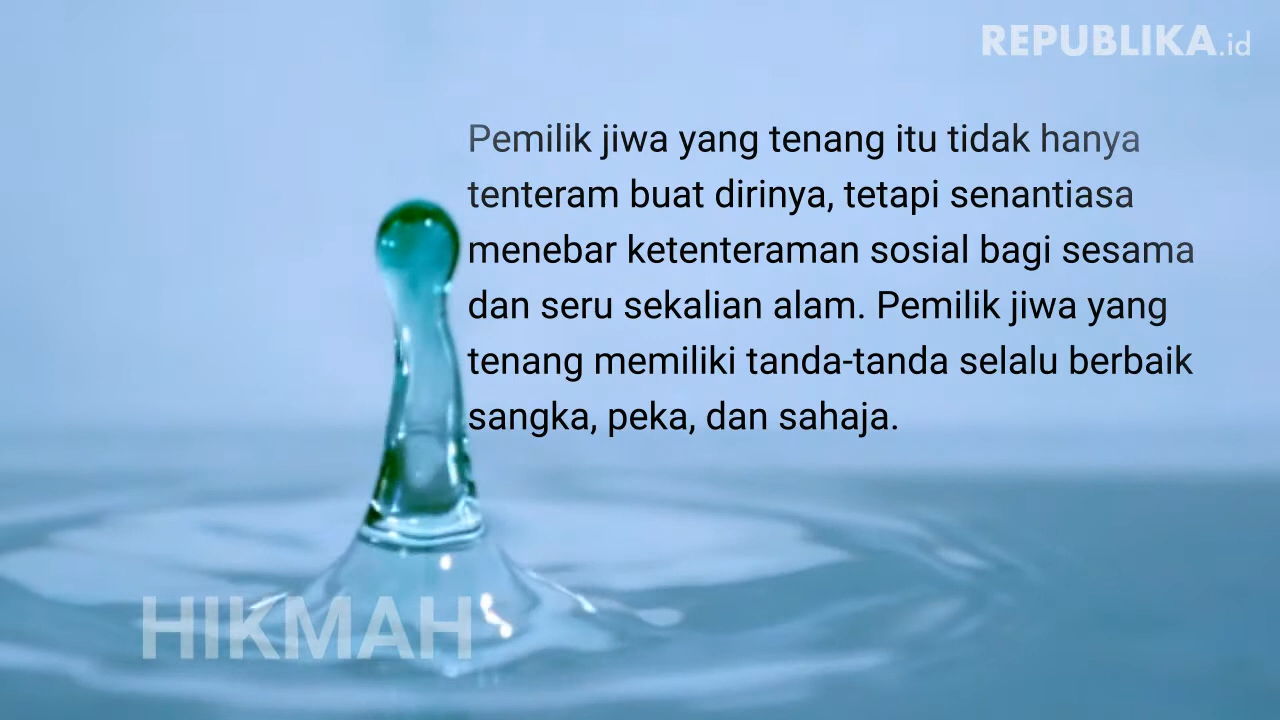 REPUBLIKA.id
Pemilik jiwa yang tenang itu tidak hanya
tenteram buat dirinya, tetapi senantiasa
menebar ketenteraman sosial bagi sesama
dan seru sekalian alam. Pemilik jiwa yang
tenang memiliki tanda-tanda selalu berbaik
sangka, peka, dan sahaja.
HIKMAH